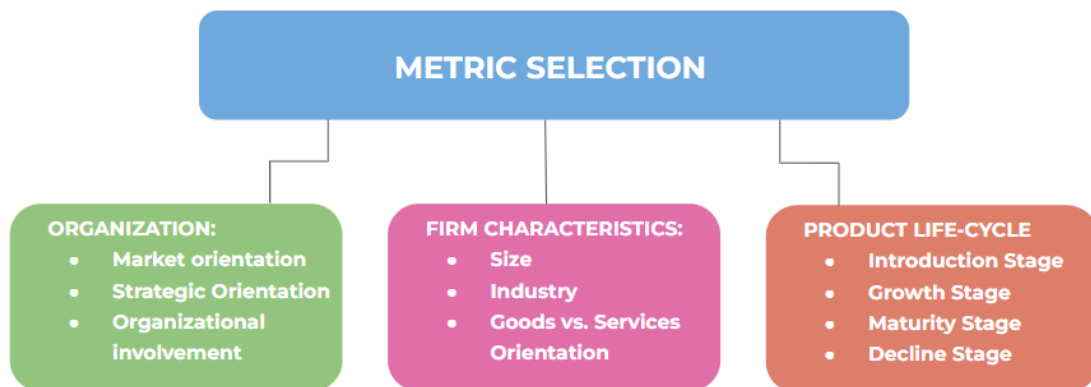 METRIC SELECTION
ORGANIZATION:
● Market orientation
● Strategic Orientation
● Organizational
involvement
FIRM CHARACTERISTICS:
● Size
● Industry
● Goods vs. Services
Orientation
PRODUCT LIFE-CYCLE
● Introduction Stage
● Growth Stage
● Maturity Stage
● Decline Stage